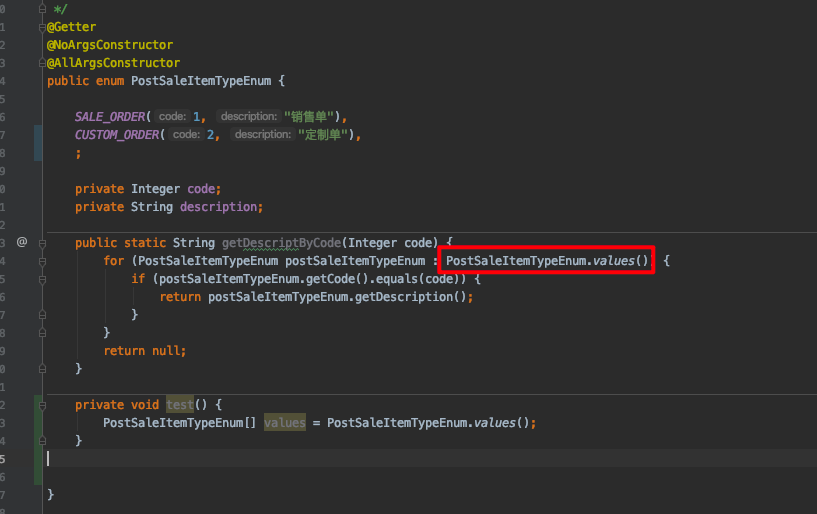 */
@Getter
@NoArgsConstructor
@AllArgsConstructor
public enum PostSaleItemTypeEnum {
SALE_ORDER( code: 1, description: "销售单"),
CUSTOM_ORDER( code: 2, description: "定制单"),
;
private Integer code;
private String description;
public static String getDescriptByCode(Integer code) {
for (PostSaleItemTypeEnum postSaleItemTypeEnum : PostSaleItemTypeEnum.values()) {
if (postSaleItemTypeEnum.getCode().equals(code)) {
return postSaleItemTypeEnum.getDescription();
}
}
return null;
}
private void test() {
PostSaleItemTypeEnum[] values = PostSaleItemTypeEnum.values();
}
}